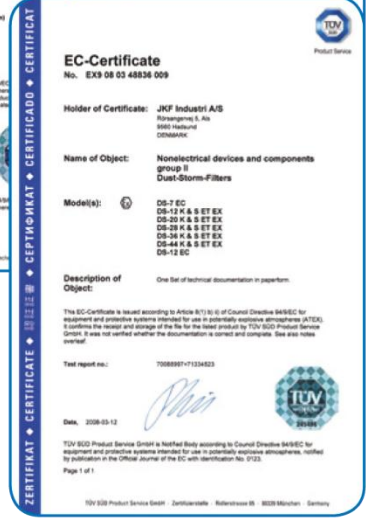 TÜV
SÜD
Product Service
EC-Certificate
No. EX9 08 03 48836 009
Holder of Certificate: JKF Industri A/S
Rörsangervej 5, Als
9560 Hadsund
DENMARK
Name of Object: Nonelectrical devices and components
group II
Dust-Storm-Filters
Model(s): DS-7 EC
DS-12 K & S ET EX
DS-20 K & S ET EX
DS-28 K & S ET EX
DS-36 K & S ET EX
DS-44 K & S ET EX
DS-12 EC
Description of
Object:
One Set of technical documentation in paperform
This EC-Certificate is issued according to Article 8(1) b) ii) of Council Directive 94/9/EC for
equipment and protective systems intended for use in potentially explosive atmospheres (ATEX).
It confirms the receipt and storage of the file for the listed product by TÜV SÜD Product Service
GmbH. It was not verified whether the documentation is correct and complete. See also notes
overleaf.
Test report no.: 70088997+71334523
Date, 2008-03-12
TÜV
TÜV SÜD Product Service GmbH is Notified Body according to Council Directive 94/9/EC for
equipment and protective systems intended for use in potentially explosive atmospheres, notified
by publication in the Official Journal of the EC with identification No. 0123.
Page 1 of 1
TÜV SÜD Product Service GmbH · Zertifizierstelle · Ridlerstrasse 65 · 80339 München · Germany
ZERTIFIKAT ◆ CERTIFICATE ◆ ◆ СЕРТИФИКАТ ◆ CERTIFICADO ◆ CERTIFICAT